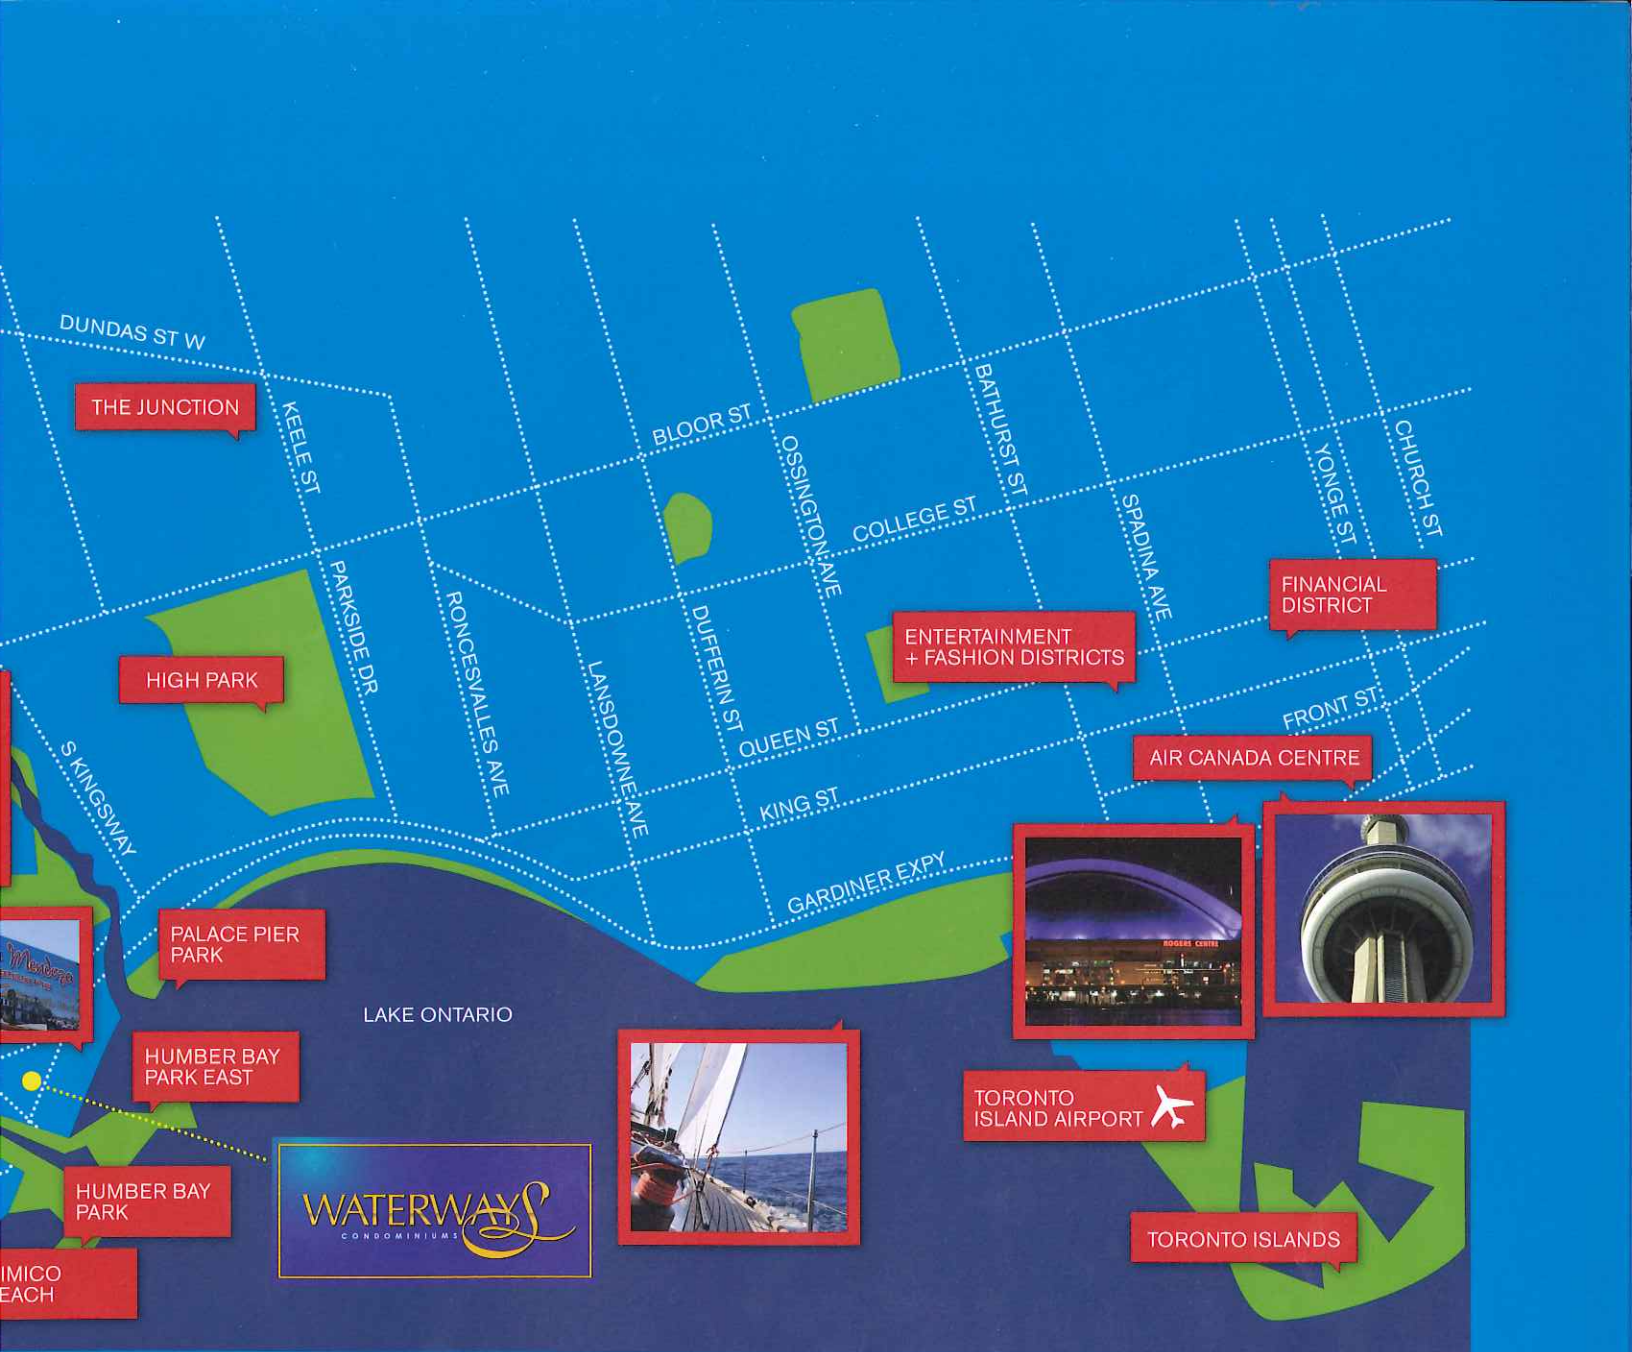 DUNDAS ST W
THE JUNCTION
KEELE ST
BLOOR ST
OSSINGTON AVE
BATHURST ST
COLLEGE ST
SPADINA AVE
YONGE ST
CHURCH ST
FINANCIAL
DISTRICT
ENTERTAINMENT
+ FASHION DISTRICTS
HIGH PARK
PARKSIDE DR
RONCESVALLES AVE
LANSDOWNE AVE
DUFFERIN ST
QUEEN ST
KING ST
FRONT ST
AIR CANADA CENTRE
S KINGSWAY
GARDINER EXPY
ROGERS CENTRE
PALACE PIER
PARK
Mendoza
LAKE ONTARIO
HUMBER BAY
PARK EAST
TORONTO
ISLAND AIRPORT
HUMBER BAY
PARK
WATERWAYS
CONDOMINIUMS
TORONTO ISLANDS
IMICO
EACH